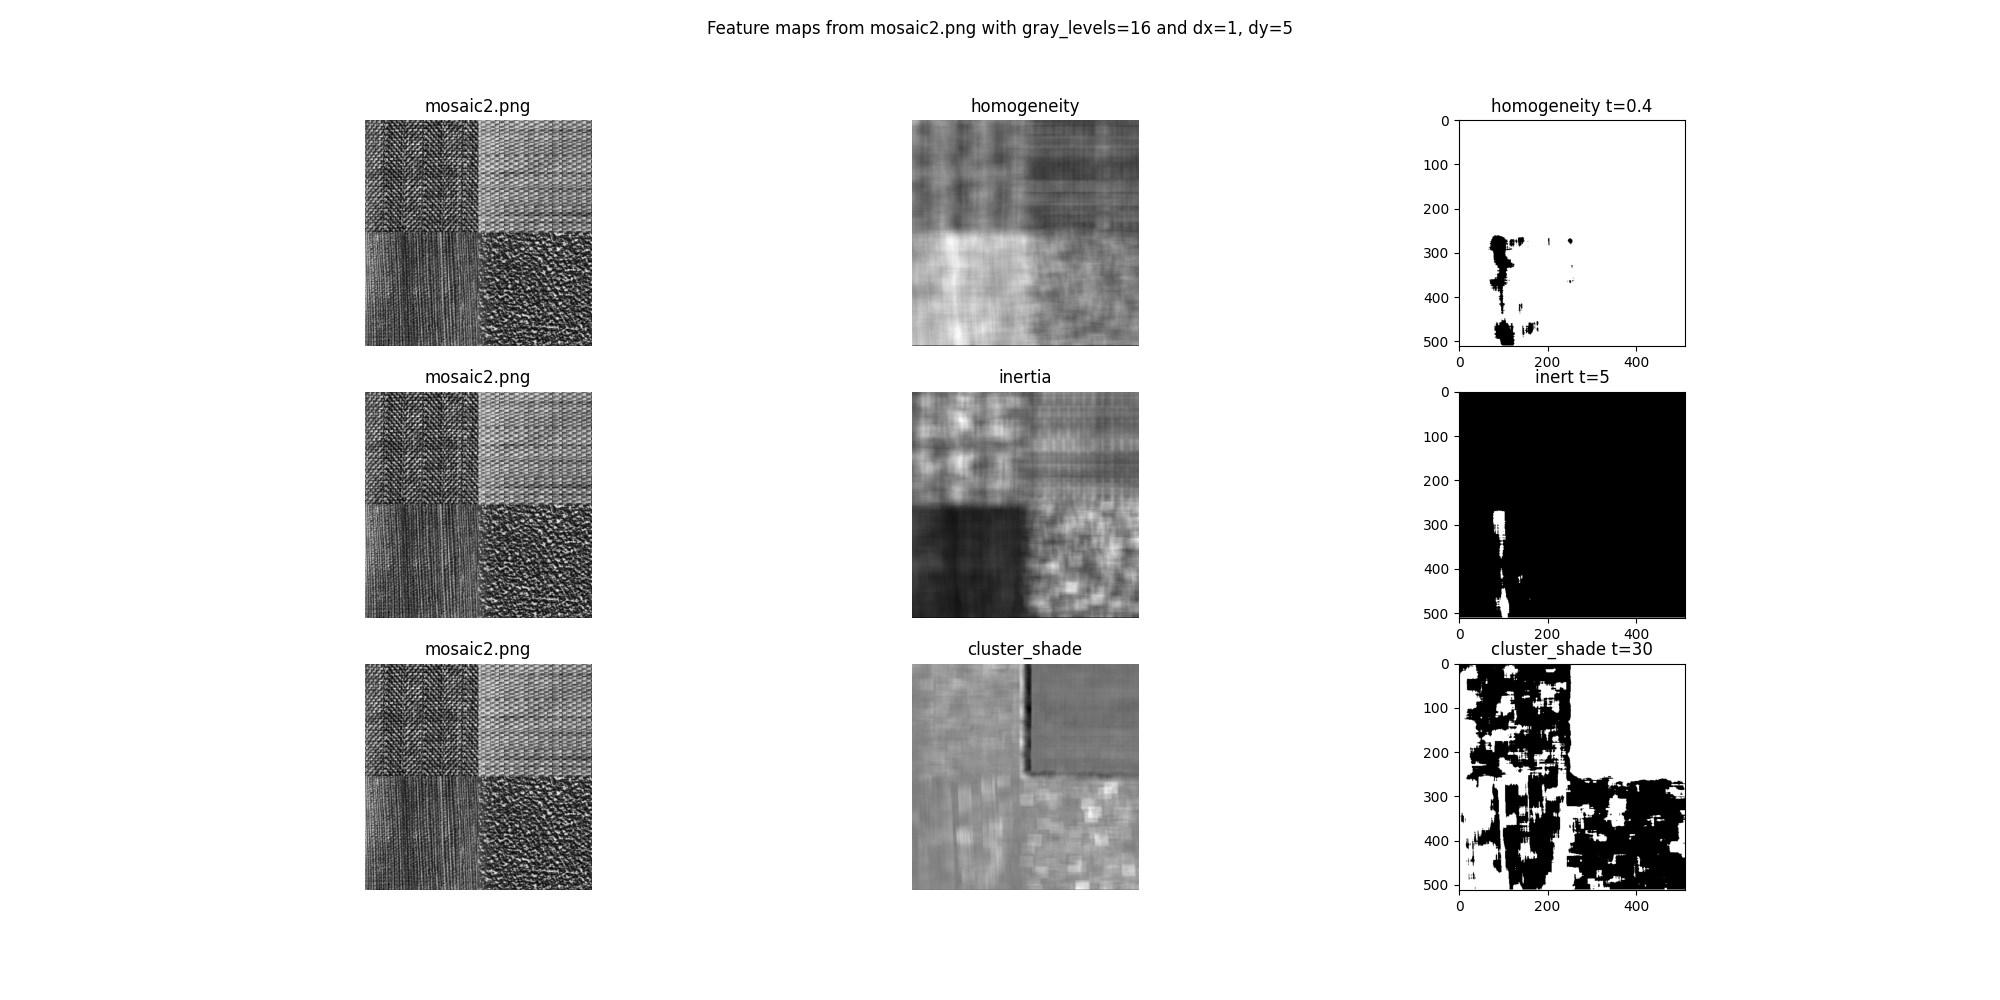 Feature maps from mosaic2.png with gray_levels=16 and dx=1, dy=5
mosaic2.png
homogeneity
homogeneity t=0.4
0
100
200
300
400
500
0 200 400
mosaic2.png
inertia
inert t=5
0
100
200
300
400
500
0 200 400
mosaic2.png
cluster_shade
cluster_shade t=30
0
100
200
300
400
500
0 200 400